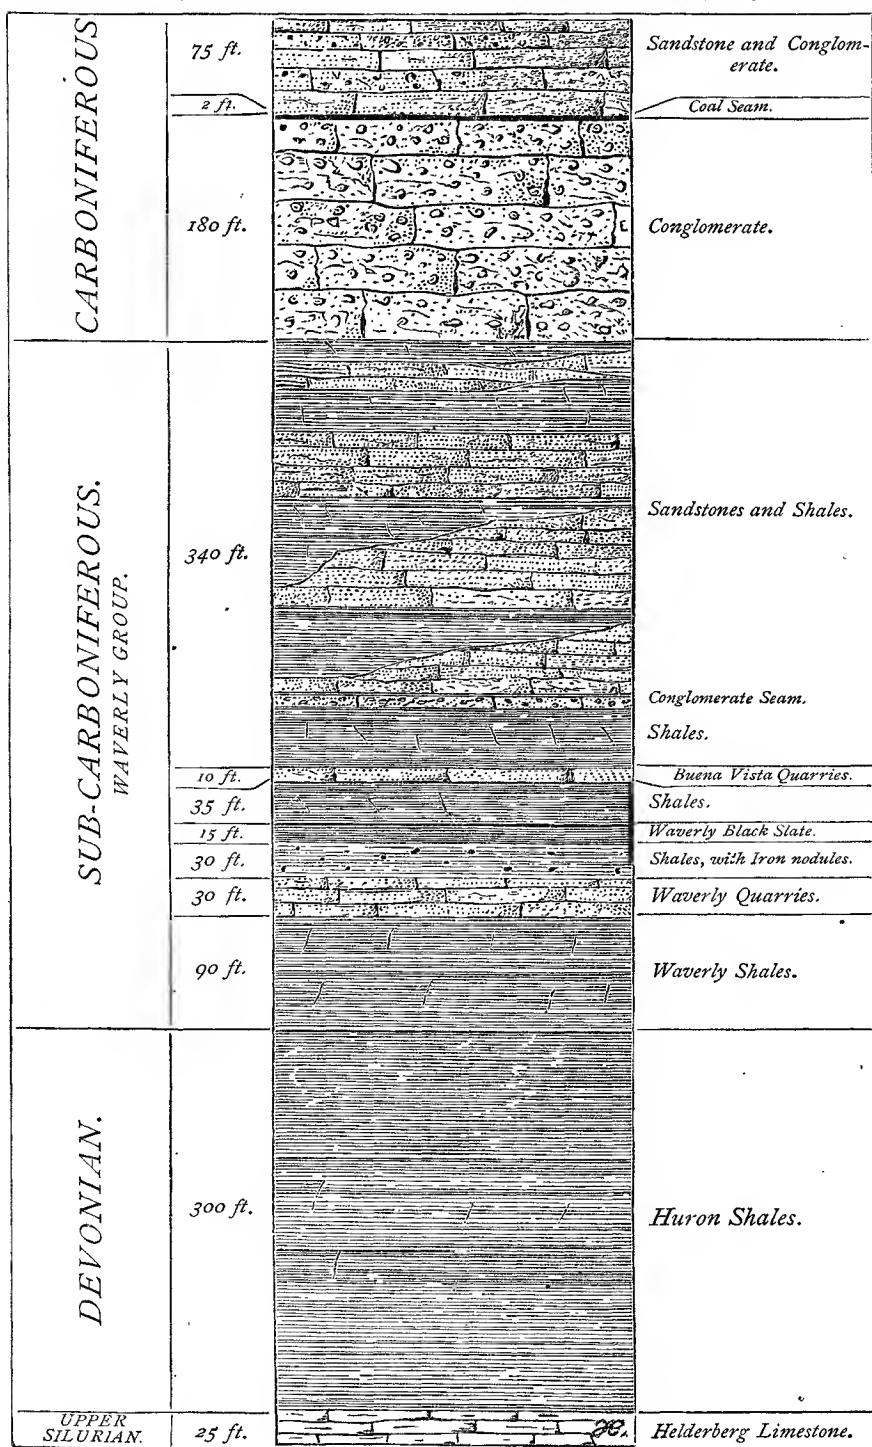 CARBONIFEROUS
75 ft.
Sandstone and Conglom-
erate.
2 ft.
Coal Seam.
180 ft.
Conglomerate.
SUB-CARBONIFEROUS.
WAVERLY GROUP.
340 ft.
Sandstones and Shales.
Conglomerate Seam.
Shales.
10 ft.
Buena Vista Quarries.
35 ft.
Shales.
15 ft.
Waverly Black Slate.
30 ft.
Shales, with Iron nodules.
30 ft.
Waverly Quarries.
90 ft.
Waverly Shales.
DEVONIAN.
300 ft.
Huron Shales.
UPPER
SILURIAN.
25 ft.
Helderberg Limestone.